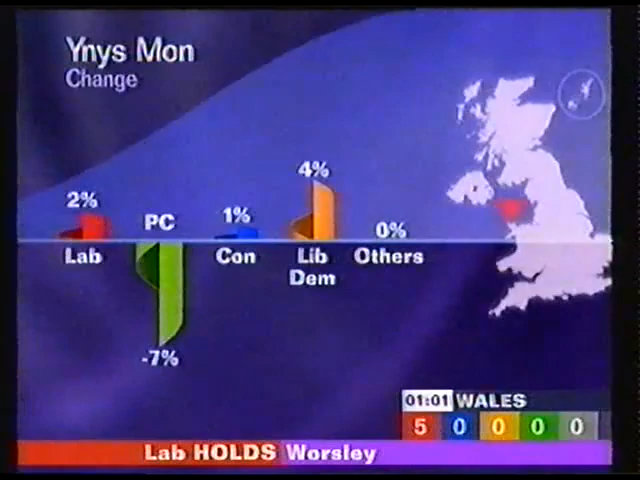 Ynys Mon
Change
2%
PC
1%
4%
0%
Lab
Con
Lib
Dem
Others
-7%
01:01 WALES
5 0 0 0 0
Lab HOLDS Worsley